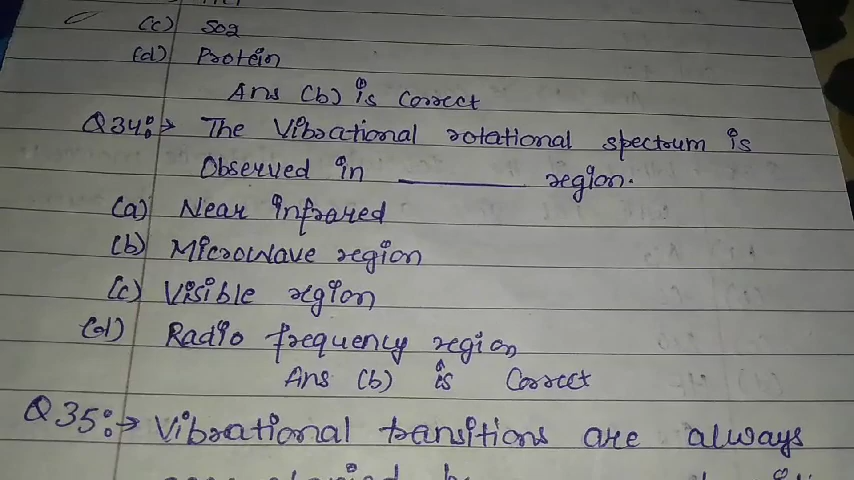 (c) SO2
(d) Protein
Ans (b) is Correct
Q34:→ The Vibrational rotational spectrum is
Observed in ________ region.
(a) Near Infrared
(b) Microwave region
(c) Visible region
(d) Radio frequency region
Ans (b) is Correct
Q35:→ Vibrational transitions are always